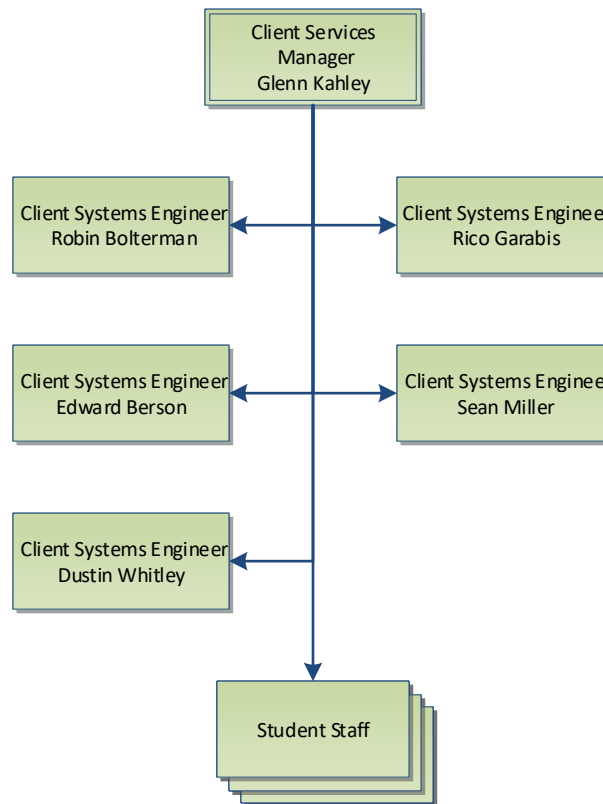 Client Services
Manager
Glenn Kahley
Client Systems Engineer
Robin Bolterman
Client Systems Enginee
Rico Garabis
Client Systems Engineer
Edward Berson
Client Systems Enginee
Sean Miller
Client Systems Engineer
Dustin Whitley
Student Staff